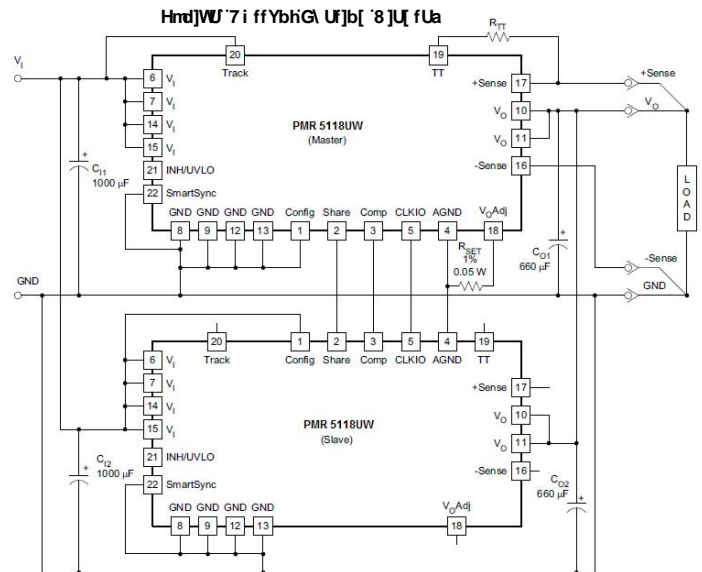 R_TT
V_I
20
19
Track
TT
6 V_I
+Sense 17
+Sense
7 V_I
V_O 10
V_O
PMR 5118UW
14 V_I
(Master)
V_O 11
15 V_I
-Sense 16
C_I1
1000 µF
21 INH/UVLO
22 SmartSync
LOAD
GND GND GND GND Config Share Comp CLKIO AGND V_OAdj
8 9 12 13 1 2 3 5 4 18
R_SET
1%
0.05 W
C_O1
660 µF
-Sense
GND
GND
20 1 2 3 5 4 19
Track Config Share Comp CLKIO AGND TT
6 V_I
+Sense 17
7 V_I
14 V_I
V_O 10
PMR 5118UW
15 V_I
(Slave)
V_O 11
C_I2
1000 µF
21 INH/UVLO
-Sense 16
22 SmartSync
C_O2
660 µF
GND GND GND GND V_OAdj
8 9 12 13 18